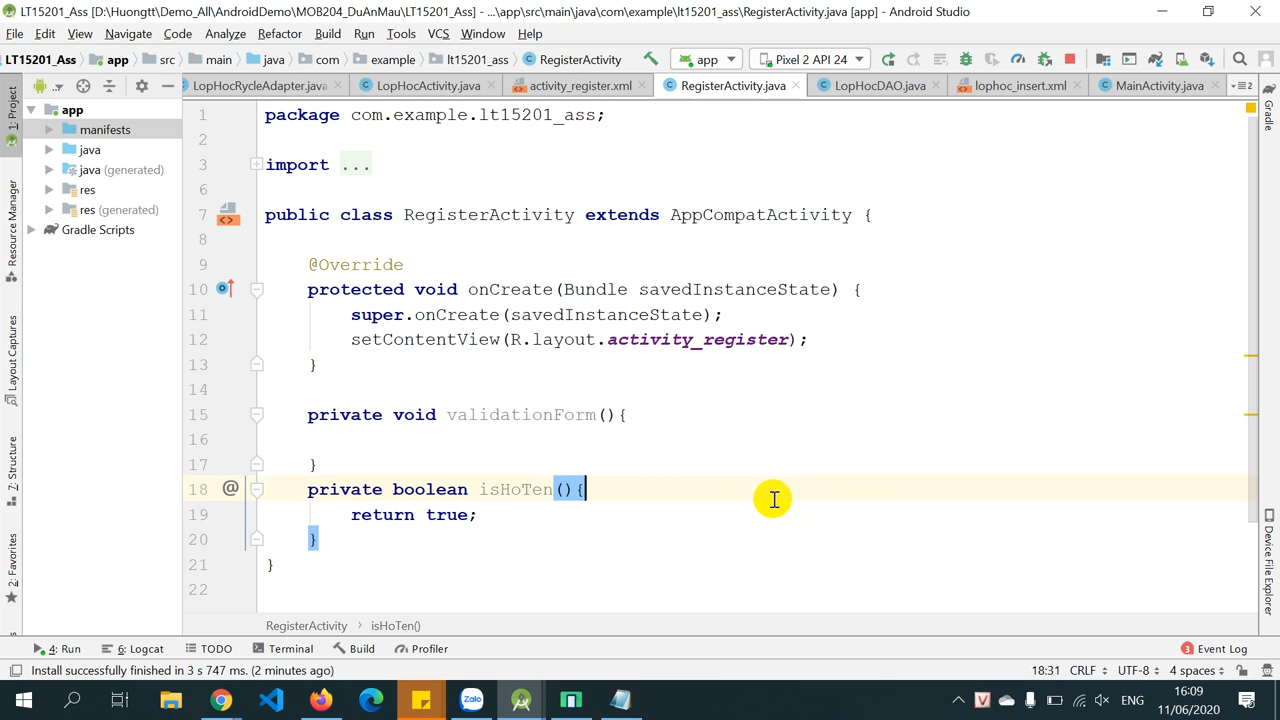 LT15201_Ass [D:\Huongtt\Demo_All\AndroidDemo\MOB204_DuAnMau\LT15201_Ass] - ...\app\src\main\java\com\example\lt15201_ass\RegisterActivity.java [app] - Android Studio
File Edit View Navigate Code Analyze Refactor Build Run Tools VCS Window Help
LT15201_Ass app src main java com example lt15201_ass RegisterActivity app Pixel 2 API 24
LopHocRycleAdapter.java LopHocActivity.java activity_register.xml RegisterActivity.java LopHocDAO.java lophoc_insert.xml MainActivity.java 2
1: Project
Resource Manager
Layout Captures
7: Structure
2: Favorites
app
manifests
java
java (generated)
res
res (generated)
Gradle Scripts
1 package com.example.lt15201_ass;
2
3 import ...
6
7 public class RegisterActivity extends AppCompatActivity {
8
9 @Override
10 protected void onCreate(Bundle savedInstanceState) {
11 super.onCreate(savedInstanceState);
12 setContentView(R.layout.activity_register);
13 }
14
15 private void validationForm(){
16
17 }
18 @ private boolean isHoTen(){
19 return true;
20 }
21 }
22
RegisterActivity isHoTen()
Gradle
Device File Explorer
4: Run 6: Logcat TODO Terminal Build Profiler 3 Event Log
Install successfully finished in 3 s 747 ms. (2 minutes ago) 18:31 CRLF UTF-8 4 spaces
Zalo ENG 16:09
11/06/2020